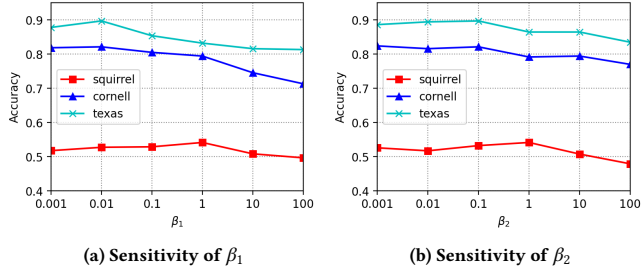 0.9
0.8
0.7
0.6
0.5
0.4
Accuracy
squirrel
cornell
texas
0.001 0.01 0.1 1 10 100
β₁
(a) Sensitivity of β₁
0.9
0.8
0.7
0.6
0.5
0.4
Accuracy
squirrel
cornell
texas
0.001 0.01 0.1 1 10 100
β₂
(b) Sensitivity of β₂